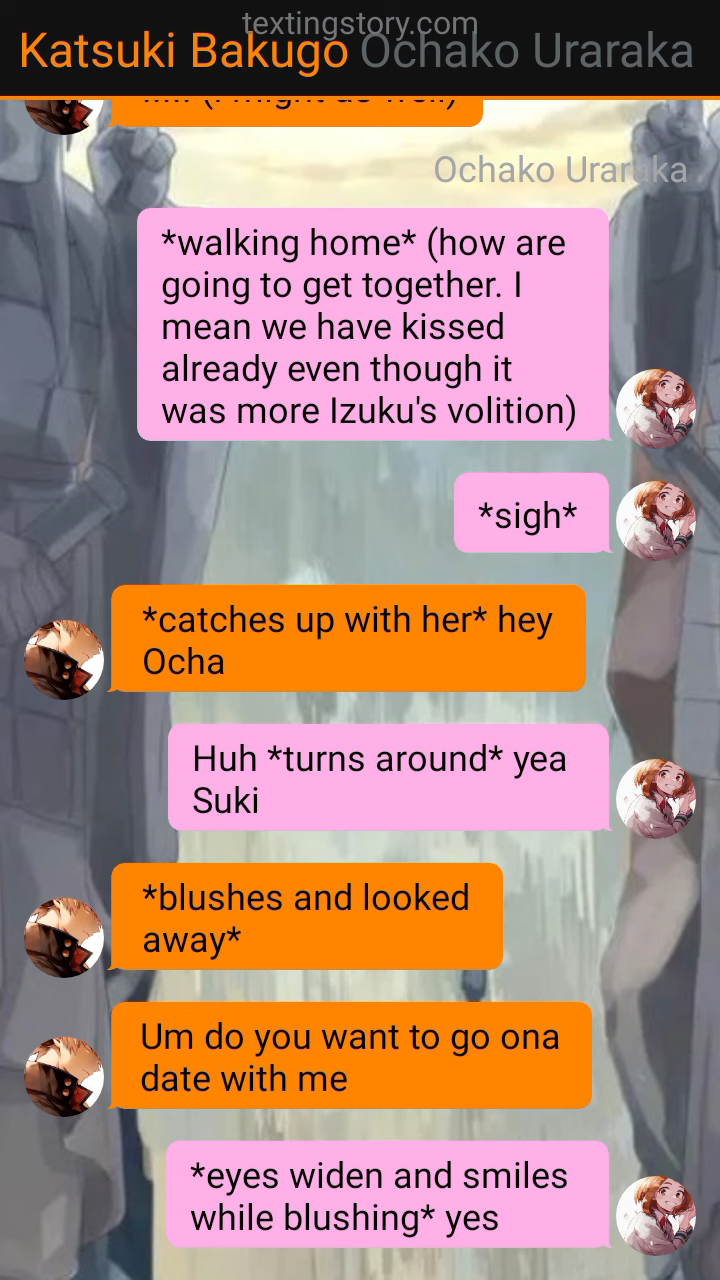 textingstory.com
Katsuki Bakugo Ochako Uraraka
Ochako Uraraka
*walking home* (how are
going to get together. I
mean we have kissed
already even though it
was more Izuku's volition)
*sigh*
*catches up with her* hey
Ocha
Huh *turns around* yea
Suki
*blushes and looked
away*
Um do you want to go ona
date with me
*eyes widen and smiles
while blushing* yes